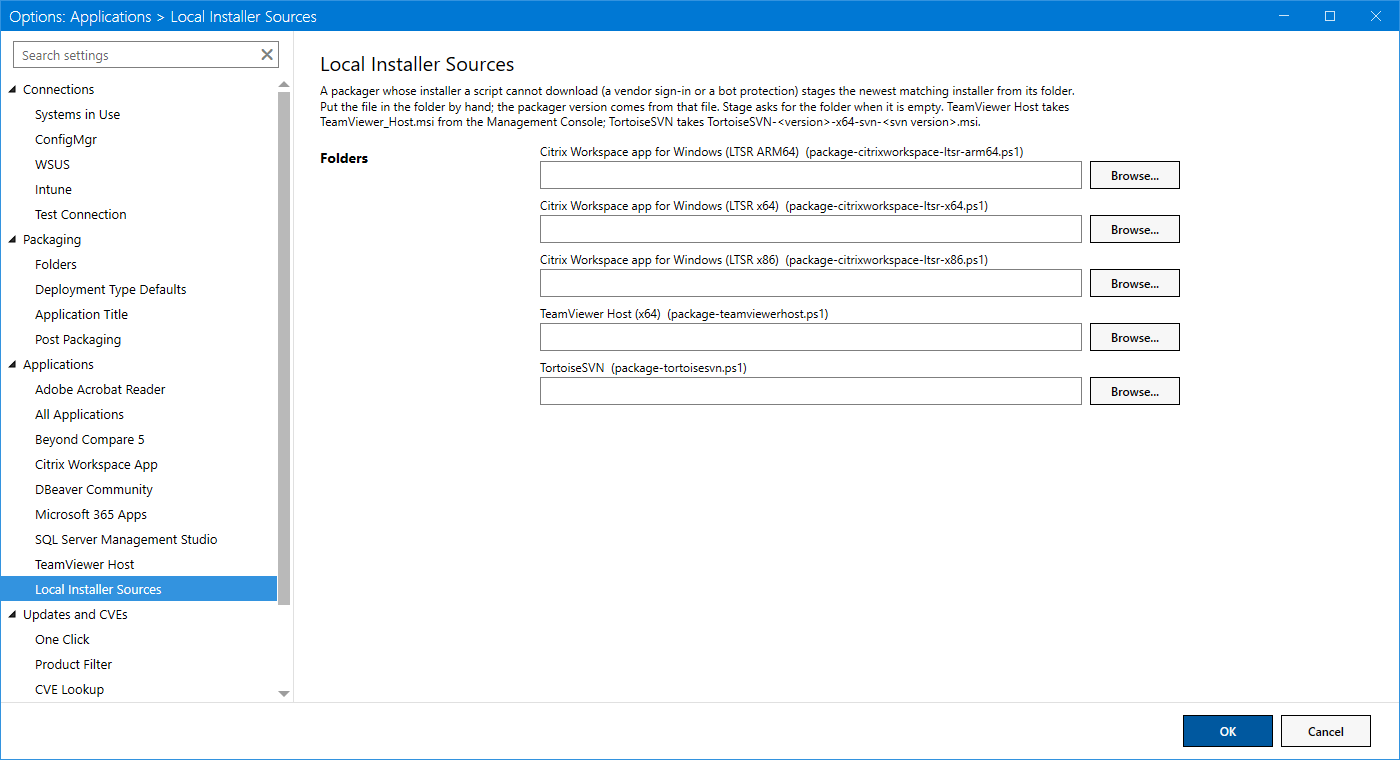 Options: Applications > Local Installer Sources
Search settings
Connections
Systems in Use
ConfigMgr
WSUS
Intune
Test Connection
Packaging
Folders
Deployment Type Defaults
Application Title
Post Packaging
Applications
Adobe Acrobat Reader
All Applications
Beyond Compare 5
Citrix Workspace App
DBeaver Community
Microsoft 365 Apps
SQL Server Management Studio
TeamViewer Host
Local Installer Sources
Updates and CVEs
One Click
Product Filter
CVE Lookup
Local Installer Sources
A packager whose installer a script cannot download (a vendor sign-in or a bot protection) stages the newest matching installer from its folder.
Put the file in the folder by hand; the packager version comes from that file. Stage asks for the folder when it is empty. TeamViewer Host takes
TeamViewer_Host.msi from the Management Console; TortoiseSVN takes TortoiseSVN-<version>-x64-svn-<svn version>.msi.
Folders
Citrix Workspace app for Windows (LTSR ARM64) (package-citrixworkspace-ltsr-arm64.ps1)
Browse...
Citrix Workspace app for Windows (LTSR x64) (package-citrixworkspace-ltsr-x64.ps1)
Browse...
Citrix Workspace app for Windows (LTSR x86) (package-citrixworkspace-ltsr-x86.ps1)
Browse...
TeamViewer Host (x64) (package-teamviewerhost.ps1)
Browse...
TortoiseSVN (package-tortoisesvn.ps1)
Browse...
OK
Cancel